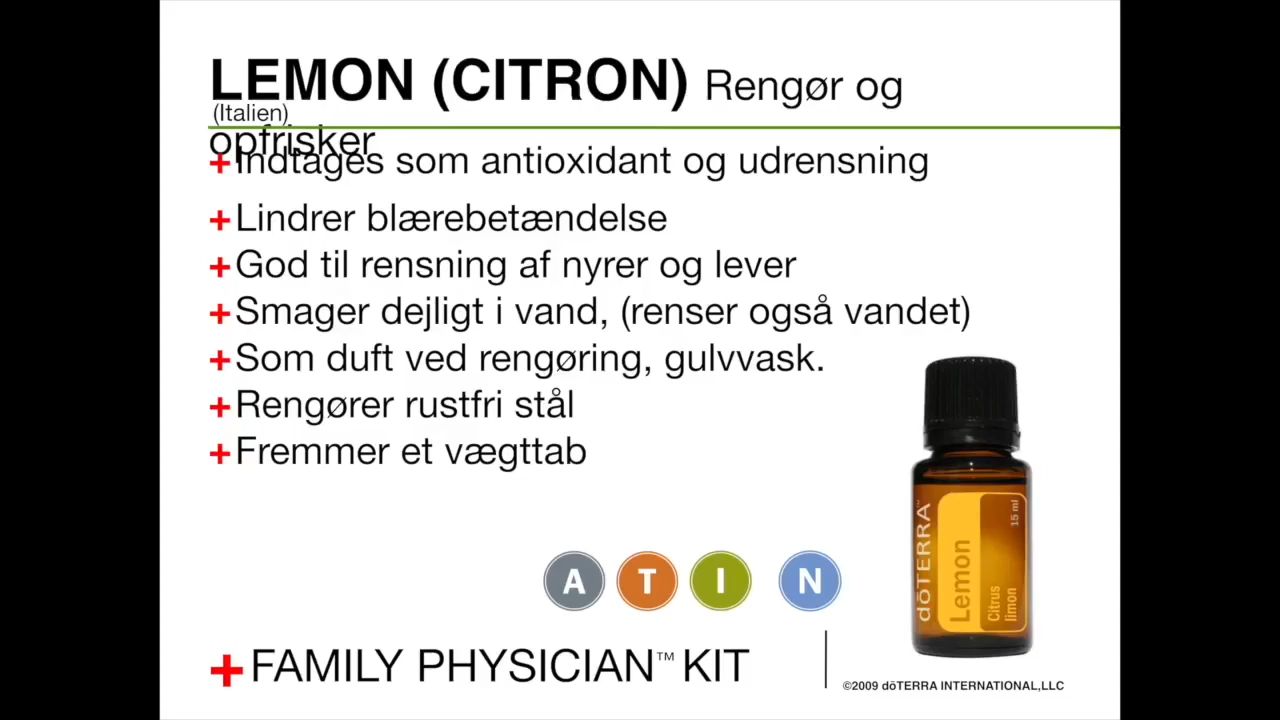 LEMON (CITRON) Rengør og
(Italien)
opfrisker
+Indtages som antioxidant og udrensning
+Lindrer blærebetændelse
+God til rensning af nyrer og lever
+Smager dejligt i vand, (renser også vandet)
+Som duft ved rengøring, gulvvask.
+Rengører rustfri stål
+Fremmer et vægttab
A T I N
dōTERRA™
Lemon
Citrus
limon
15 ml
+FAMILY PHYSICIAN™ KIT
©2009 dōTERRA INTERNATIONAL,LLC